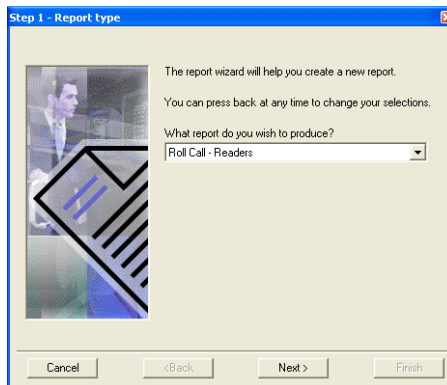 Step 1 - Report type
The report wizard will help you create a new report.
You can press back at any time to change your selections.
What report do you wish to produce?
Roll Call - Readers
Cancel
<Back
Next >
Finish